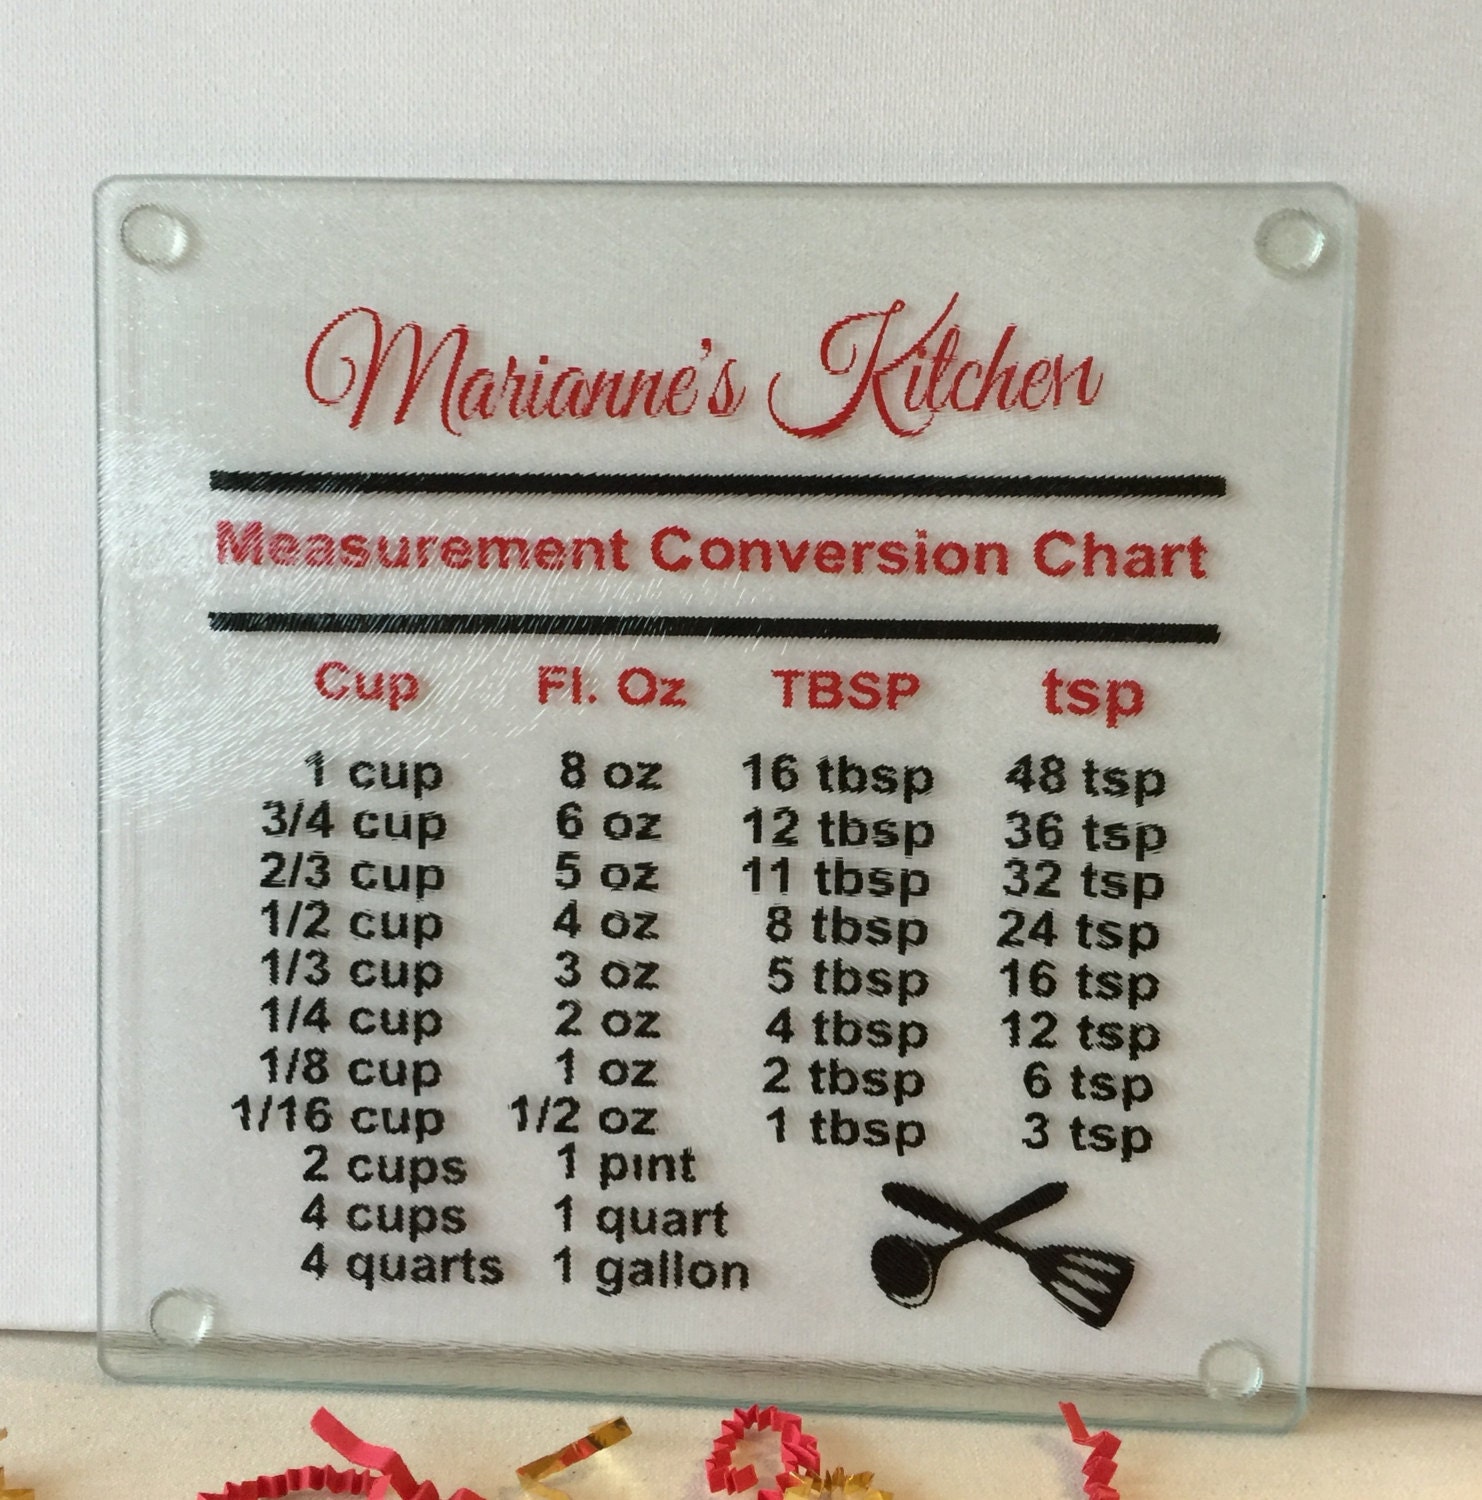 Marianne's Kitchen
Measurement Conversion Chart
Cup Fl. Oz TBSP tsp
1 cup 8 oz 16 tbsp 48 tsp
3/4 cup 6 oz 12 tbsp 36 tsp
2/3 cup 5 oz 11 tbsp 32 tsp
1/2 cup 4 oz 8 tbsp 24 tsp
1/3 cup 3 oz 5 tbsp 16 tsp
1/4 cup 2 oz 4 tbsp 12 tsp
1/8 cup 1 oz 2 tbsp 6 tsp
1/16 cup 1/2 oz 1 tbsp 3 tsp
2 cups 1 pint
4 cups 1 quart
4 quarts 1 gallon